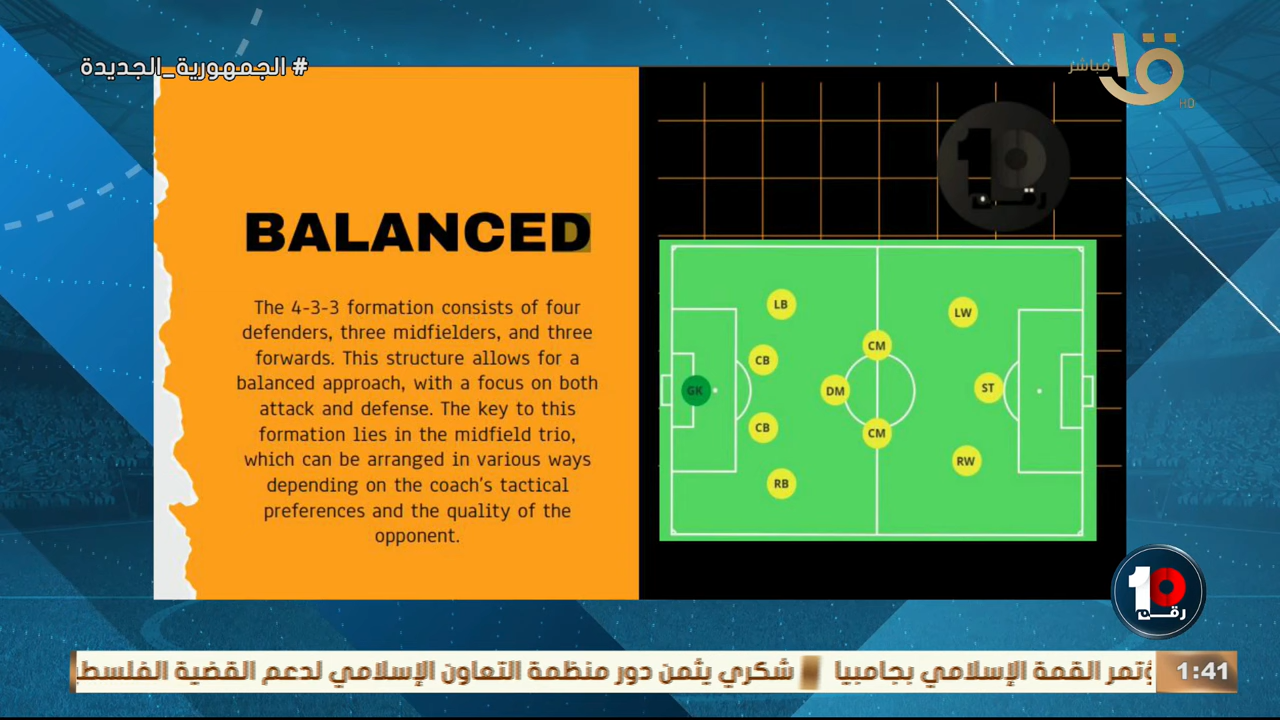 # الجمهورية_الجديدة
مباشر
HD
BALANCED
The 4-3-3 formation consists of four
defenders, three midfielders, and three
forwards. This structure allows for a
balanced approach, with a focus on both
attack and defense. The key to this
formation lies in the midfield trio,
which can be arranged in various ways
depending on the coach's tactical
preferences and the quality of the
opponent.
10
رقم
LB
LW
CM
CB
GK
DM
ST
CB
CM
RW
RB
10
رقم
القمة الإسلامي بجامبيا
شكري يثمن دور منظمة التعاون الإسلامي لدعم القضية
1:41